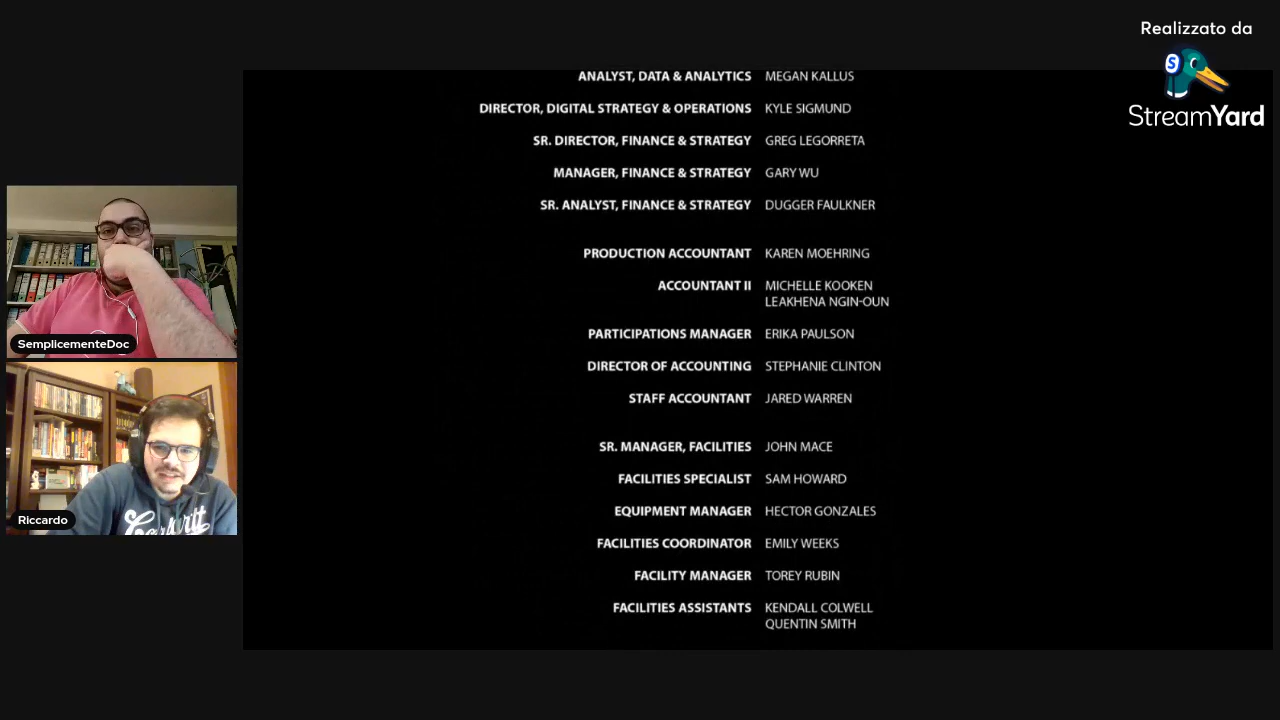 Realizzato da
StreamYard
ANALYST, DATA & ANALYTICS MEGAN KALLUS
DIRECTOR, DIGITAL STRATEGY & OPERATIONS KYLE SIGMUND
SR. DIRECTOR, FINANCE & STRATEGY GREG LEGORRETA
MANAGER, FINANCE & STRATEGY GARY WU
SR. ANALYST, FINANCE & STRATEGY DUGGER FAULKNER
PRODUCTION ACCOUNTANT KAREN MOEHRING
ACCOUNTANT II MICHELLE KOOKEN
LEAKHENA NGIN-OUN
PARTICIPATIONS MANAGER ERIKA PAULSON
DIRECTOR OF ACCOUNTING STEPHANIE CLINTON
STAFF ACCOUNTANT JARED WARREN
SR. MANAGER, FACILITIES JOHN MACE
FACILITIES SPECIALIST SAM HOWARD
EQUIPMENT MANAGER HECTOR GONZALES
FACILITIES COORDINATOR EMILY WEEKS
FACILITY MANAGER TOREY RUBIN
FACILITIES ASSISTANTS KENDALL COLWELL
QUENTIN SMITH
SemplicementeDoc
Riccardo